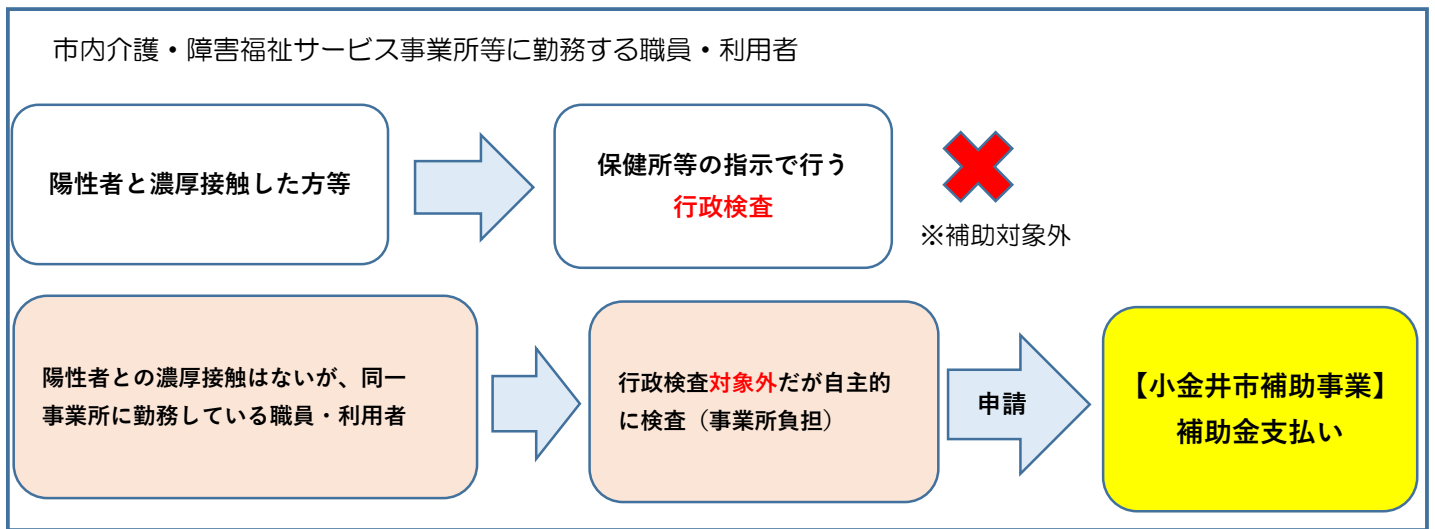 市内介護・障害福祉サービス事業所等に勤務する職員・利用者
陽性者と濃厚接触した方等
保健所等の指示で行う
行政検査
※補助対象外
陽性者との濃厚接触はないが、同一
事業所に勤務している職員・利用者
行政検査対象外だが自主的
に検査（事業所負担）
申請
【小金井市補助事業】
補助金支払い